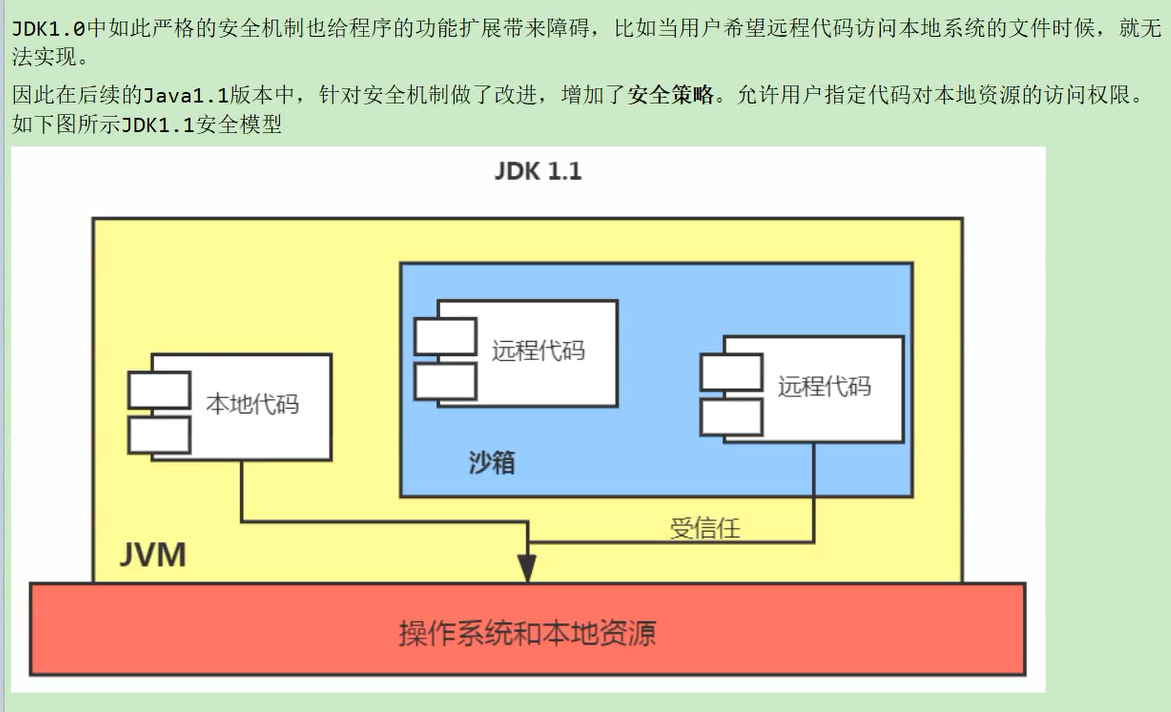 JDK1.0中如此严格的安全机制也给程序的功能扩展带来障碍，比如当用户希望远程代码访问本地系统的文件时候，就无
法实现。
因此在后续的Java1.1版本中，针对安全机制做了改进，增加了安全策略。允许用户指定代码对本地资源的访问权限。
如下图所示JDK1.1安全模型
JDK 1.1
远程代码
远程代码
本地代码
沙箱
受信任
JVM
操作系统和本地资源